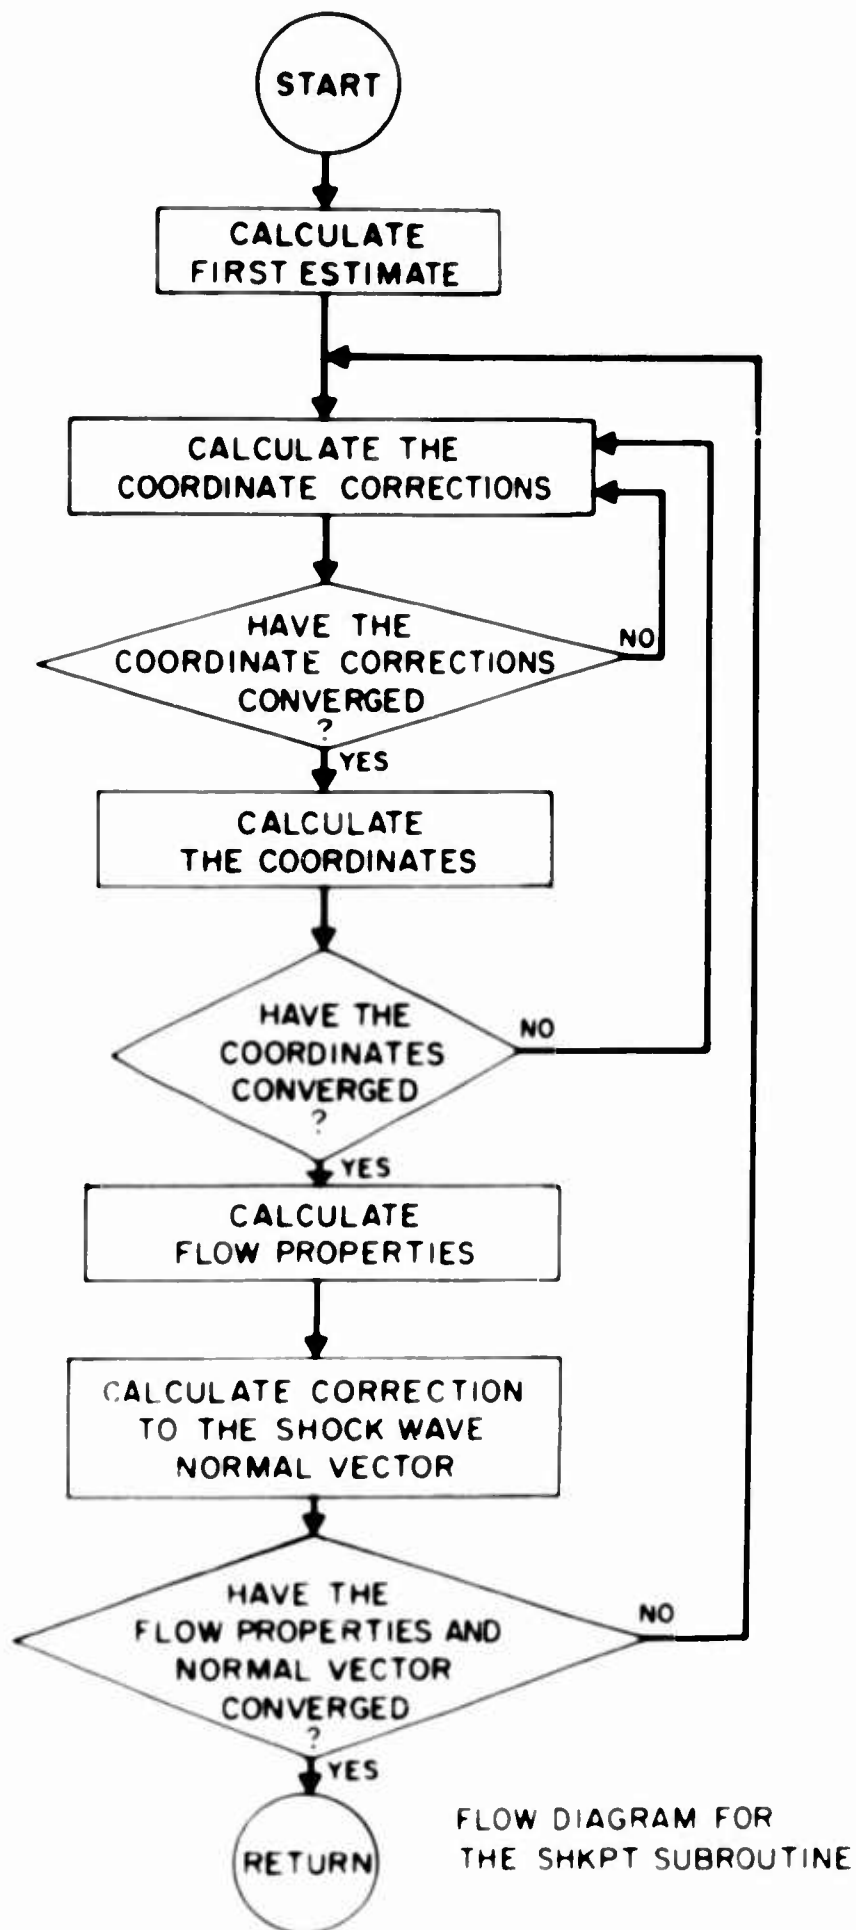 START
CALCULATE
FIRST ESTIMATE
CALCULATE THE
COORDINATE CORRECTIONS
HAVE THE
COORDINATE CORRECTIONS
CONVERGED
?
NO
YES
CALCULATE
THE COORDINATES
HAVE THE
COORDINATES
CONVERGED
?
NO
YES
CALCULATE
FLOW PROPERTIES
CALCULATE CORRECTION
TO THE SHOCK WAVE
NORMAL VECTOR
HAVE THE
FLOW PROPERTIES AND
NORMAL VECTOR
CONVERGED
?
NO
YES
RETURN
FLOW DIAGRAM FOR
THE SHKPT SUBROUTINE